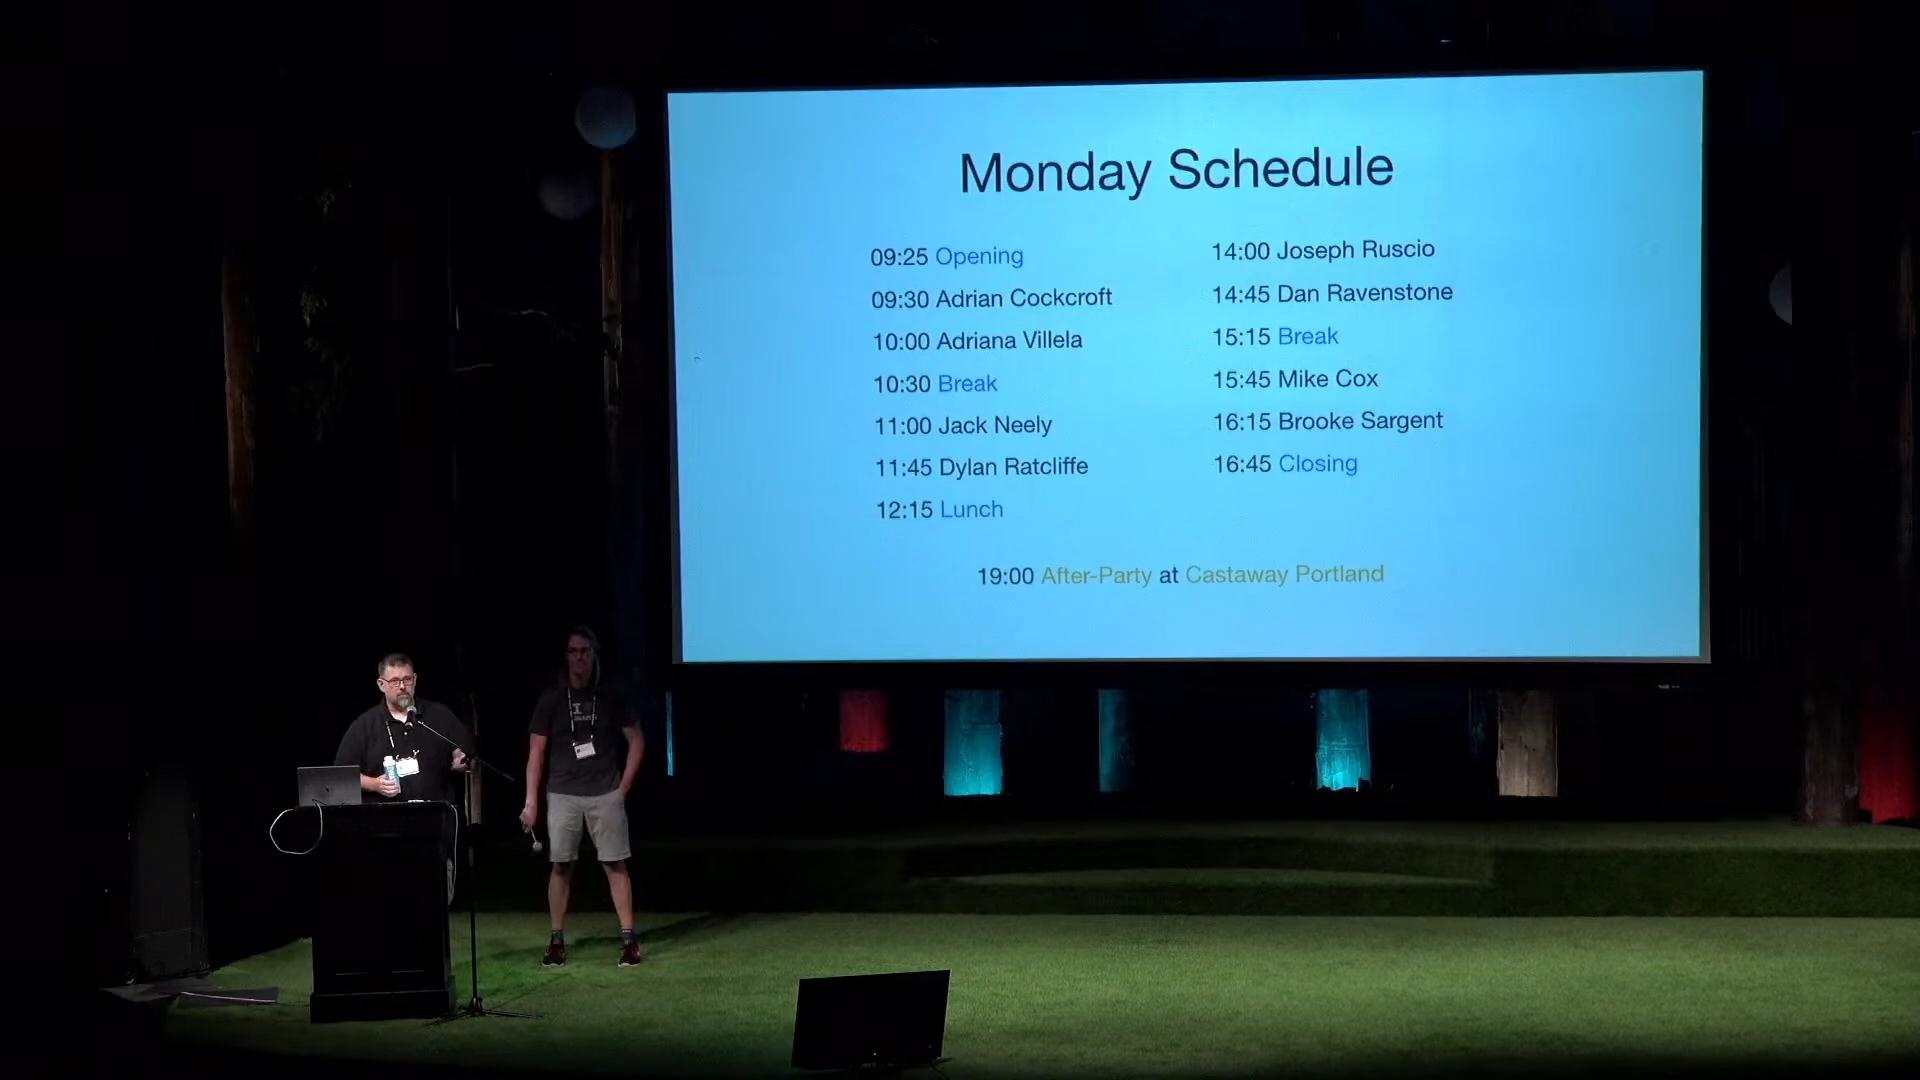 Monday Schedule
09:25 Opening
09:30 Adrian Cockcroft
10:00 Adriana Villela
10:30 Break
11:00 Jack Neely
11:45 Dylan Ratcliffe
12:15 Lunch
14:00 Joseph Ruscio
14:45 Dan Ravenstone
15:15 Break
15:45 Mike Cox
16:15 Brooke Sargent
16:45 Closing
19:00 After-Party at Castaway Portland